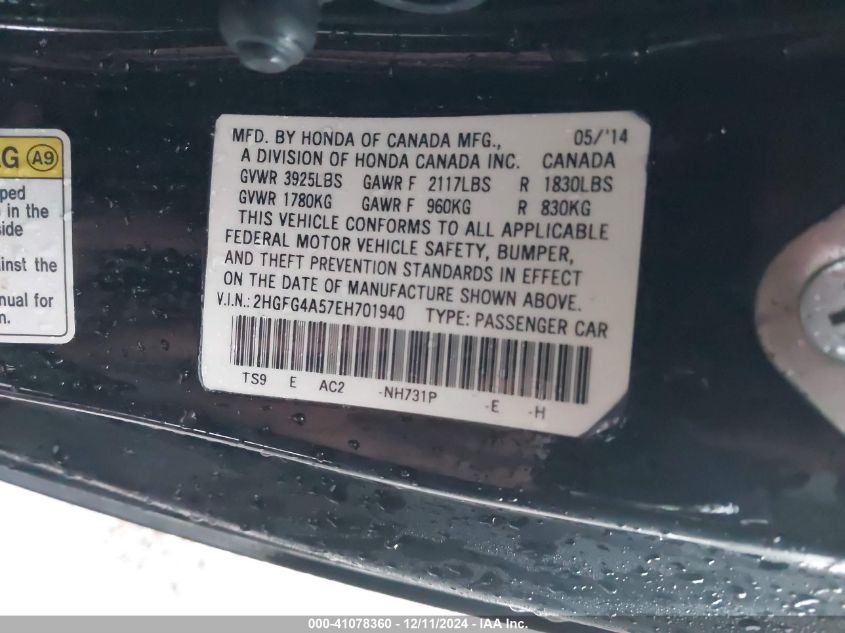 AG A9
ped
in the
side
ainst the
nual for
n.
MFD. BY HONDA OF CANADA MFG., 05/'14
A DIVISION OF HONDA CANADA INC. CANADA
GVWR 3925LBS GAWR F 2117LBS R 1830LBS
GVWR 1780KG GAWR F 960KG R 830KG
THIS VEHICLE CONFORMS TO ALL APPLICABLE
FEDERAL MOTOR VEHICLE SAFETY, BUMPER,
AND THEFT PREVENTION STANDARDS IN EFFECT
ON THE DATE OF MANUFACTURE SHOWN ABOVE.
V.I.N.: 2HGFG4A57EH701940 TYPE: PASSENGER CAR
TS9 E AC2 -NH731P -E -H
000-41078360 - 12/11/2024 - IAA Inc.